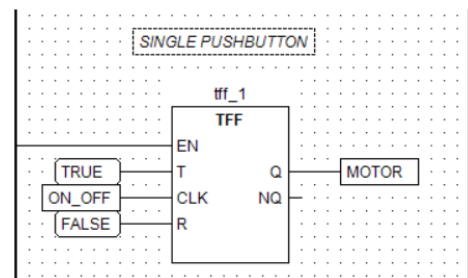 SINGLE PUSHBUTTON
tff_1
TFF
EN
TRUE T Q MOTOR
ON_OFF CLK NQ
FALSE R